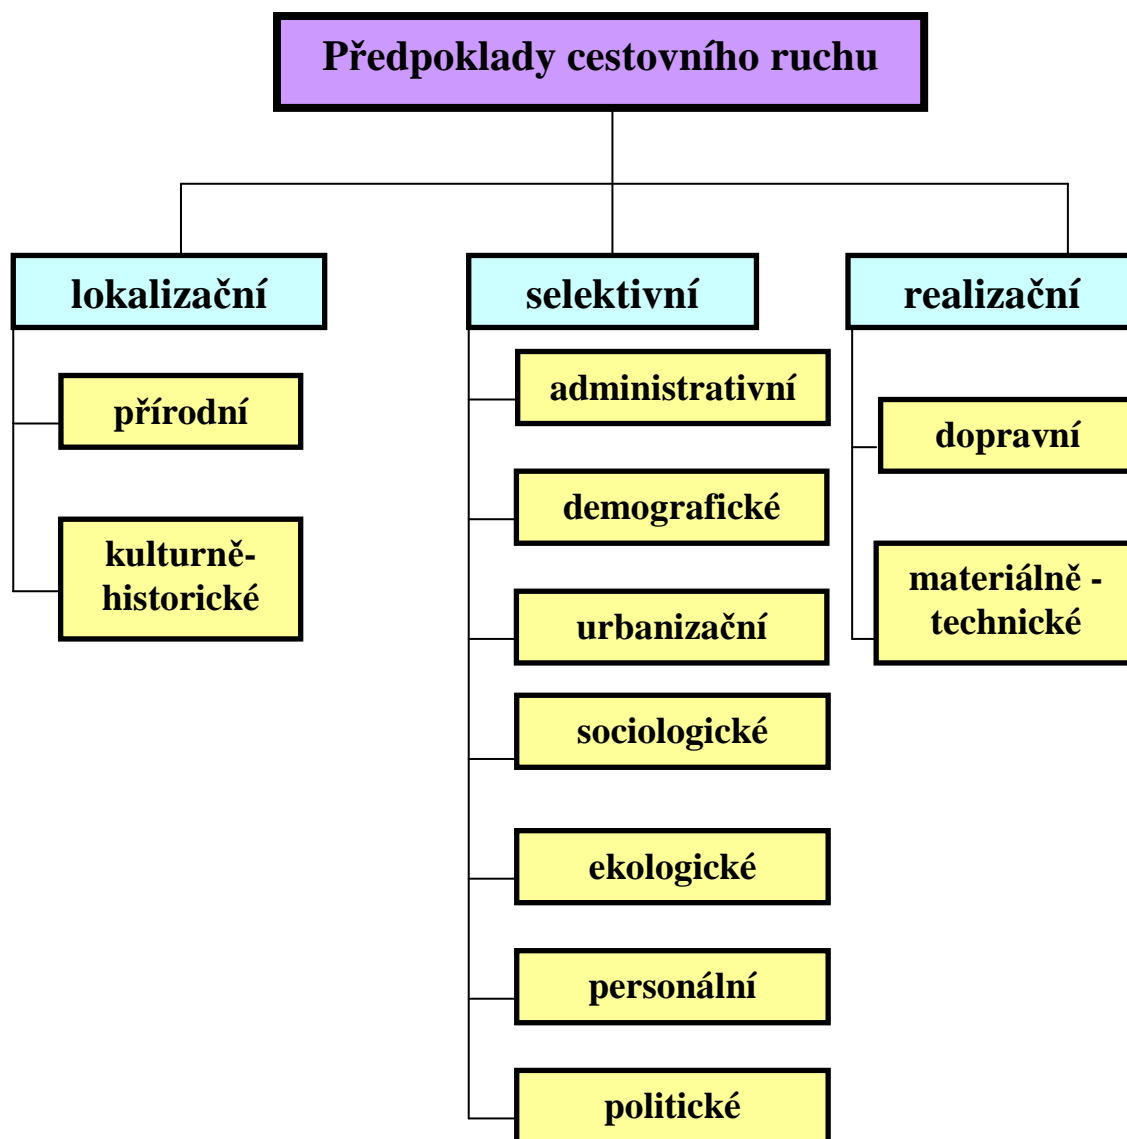 Předpoklady cestovního ruchu
lokalizační
přírodní
kulturně-
historické
selektivní
administrativní
demografické
urbanizační
sociologické
ekologické
personální
politické
realizační
dopravní
materiálně -
technické